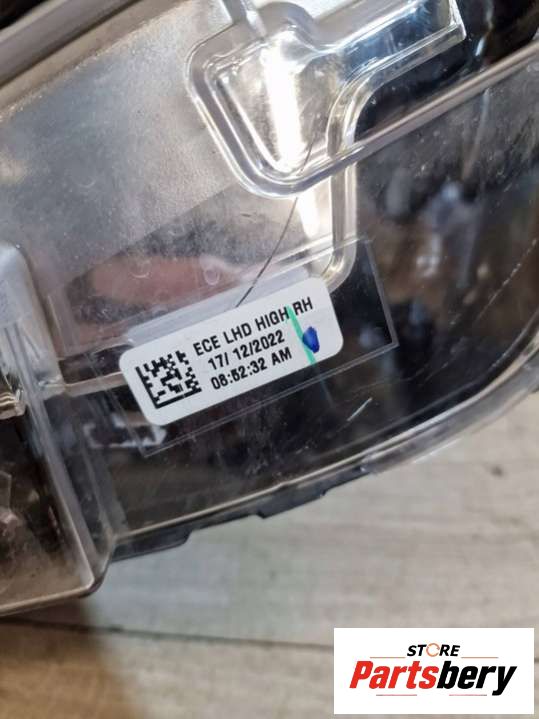 ECE LHD HIGH RH
17/12/2022
08:52:32 AM
STORE
Partsbery